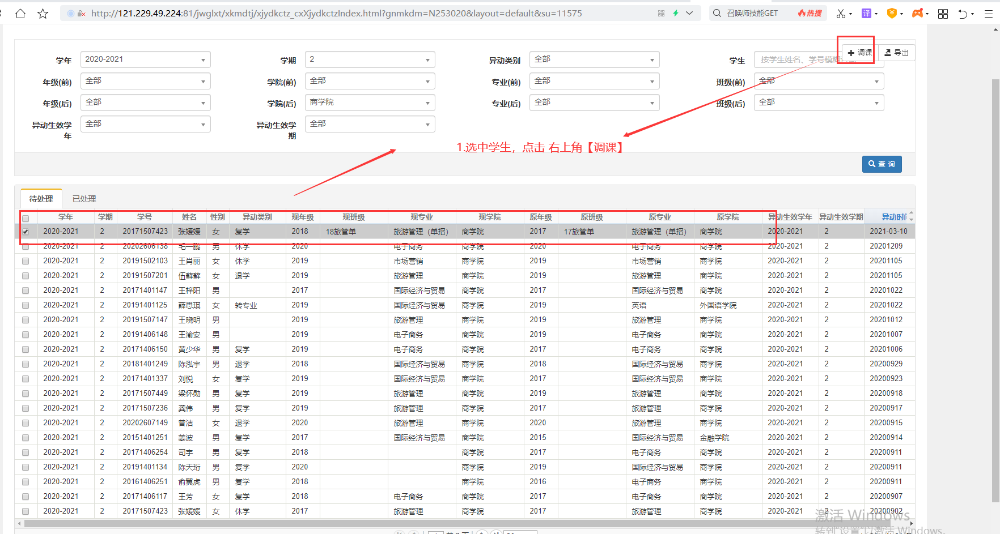 http://121.229.49.224:81/jwglxt/xkmdtj/xjydkctz_cxXjydkctzIndex.html?gnmkdm=N253020&layout=default&su=11575 召唤师技能GET 热搜 译
调课 导出
学年 2020-2021 学期 2 异动类别 全部 学生 按学生姓名、学号模糊
年级(前) 全部 学院(前) 全部 专业(前) 全部 班级(前) 全部
年级(后) 全部 学院(后) 商学院 专业(后) 全部 班级(后) 全部
异动生效学年 全部 异动生效学期 全部
1.选中学生，点击 右上角【调课】
查 询
待处理 已处理
学年 学期 学号 姓名 性别 异动类别 现年级 现班级 现专业 现学院 原年级 原班级 原专业 原学院 异动生效学年 异动生效学期 异动时
2020-2021 2 20171507423 张媛媛 女 复学 2018 18旅管单 旅游管理（单招） 商学院 2017 17旅管单 旅游管理（单招） 商学院 2020-2021 2 2021-03-10
2020-2021 2 20202606138 毛一鹏 男 休学 2020 电子商务 商学院 2020 电子商务 商学院 2020-2021 2 20201209
2020-2021 2 20191502103 王肖丽 女 休学 2019 市场营销 商学院 2019 市场营销 商学院 2020-2021 2 20201105
2020-2021 2 20191507201 伍鲜鲜 女 退学 2019 旅游管理 商学院 2019 旅游管理 商学院 2020-2021 2 20201105
2020-2021 2 20171401147 王梓阳 男 2017 国际经济与贸易 商学院 2017 国际经济与贸易 商学院 2020-2021 2 20201022
2020-2021 2 20191401125 薛思琪 女 转专业 2019 国际经济与贸易 商学院 2019 英语 外国语学院 2020-2021 2 20201022
2020-2021 2 20191507147 王晓明 男 2019 旅游管理 商学院 2019 旅游管理 商学院 2020-2021 2 20201012
2020-2021 2 20191406148 王渝安 男 2019 电子商务 商学院 2019 电子商务 商学院 2020-2021 2 20201007
2020-2021 2 20171406150 黄少华 男 复学 2019 电子商务 商学院 2017 电子商务 商学院 2020-2021 2 20201006
2020-2021 2 20181401249 陈泓宇 男 退学 2018 国际经济与贸易 商学院 2018 国际经济与贸易 商学院 2020-2021 2 20200929
2020-2021 2 20171401337 刘悦 女 复学 2019 国际经济与贸易 商学院 2017 国际经济与贸易 商学院 2020-2021 2 20200923
2020-2021 2 20171507449 梁怀勋 男 复学 2019 旅游管理 商学院 2019 旅游管理 商学院 2020-2021 2 20200918
2020-2021 2 20171507236 龚伟 男 复学 2019 旅游管理 商学院 2017 旅游管理 商学院 2020-2021 2 20200917
2020-2021 2 20202607149 曾洁 女 退学 2020 旅游管理 商学院 2020 旅游管理 商学院 2020-2021 2 20200915
2020-2021 2 20151401251 姜波 男 复学 2017 国际经济与贸易 商学院 2015 国际经济与贸易 金融学院 2020-2021 2 20200914
2020-2021 2 20171406254 司宇 男 复学 2018 商学院 2017 电子商务 商学院 2020-2021 2 20200911
2020-2021 2 20191401134 陈天珩 男 复学 2020 商学院 2019 国际经济与贸易 商学院 2020-2021 2 20200911
2020-2021 2 20161406251 俞翼虎 男 复学 2018 商学院 2016 电子商务 商学院 2020-2021 2 20200911
2020-2021 2 20171406117 王芳 女 复学 2018 电子商务 商学院 2017 电子商务 商学院 2020-2021 2 20200907
2020-2021 2 20171507423 张媛媛 女 休学 2017 旅游管理 商学院 2017 旅游管理 商学院 2020-2021 2 20200902
激活 Windows
转到"设置"以激活 Windows。